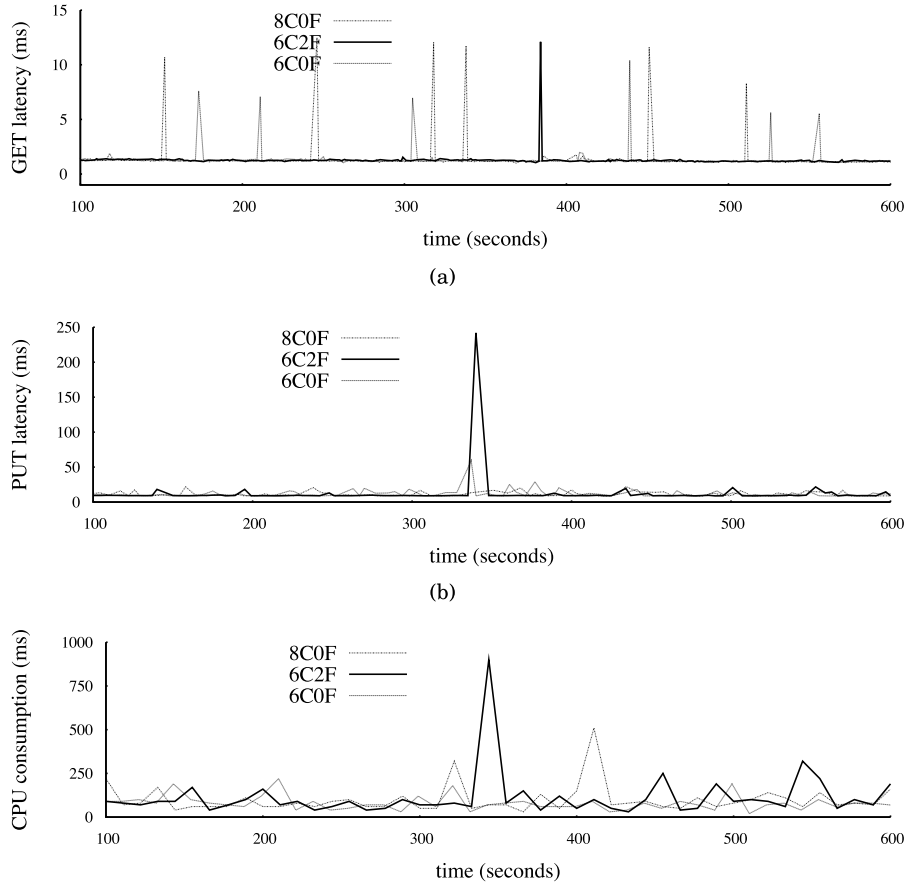 GET latency (ms)
15
10
5
0
8C0F
6C2F
6C0F
100 200 300 400 500 600
time (seconds)
(a)
PUT latency (ms)
250
200
150
100
50
0
8C0F
6C2F
6C0F
100 200 300 400 500 600
time (seconds)
(b)
CPU consumption (ms)
1000
750
500
250
0
8C0F
6C2F
6C0F
100 200 300 400 500 600
time (seconds)